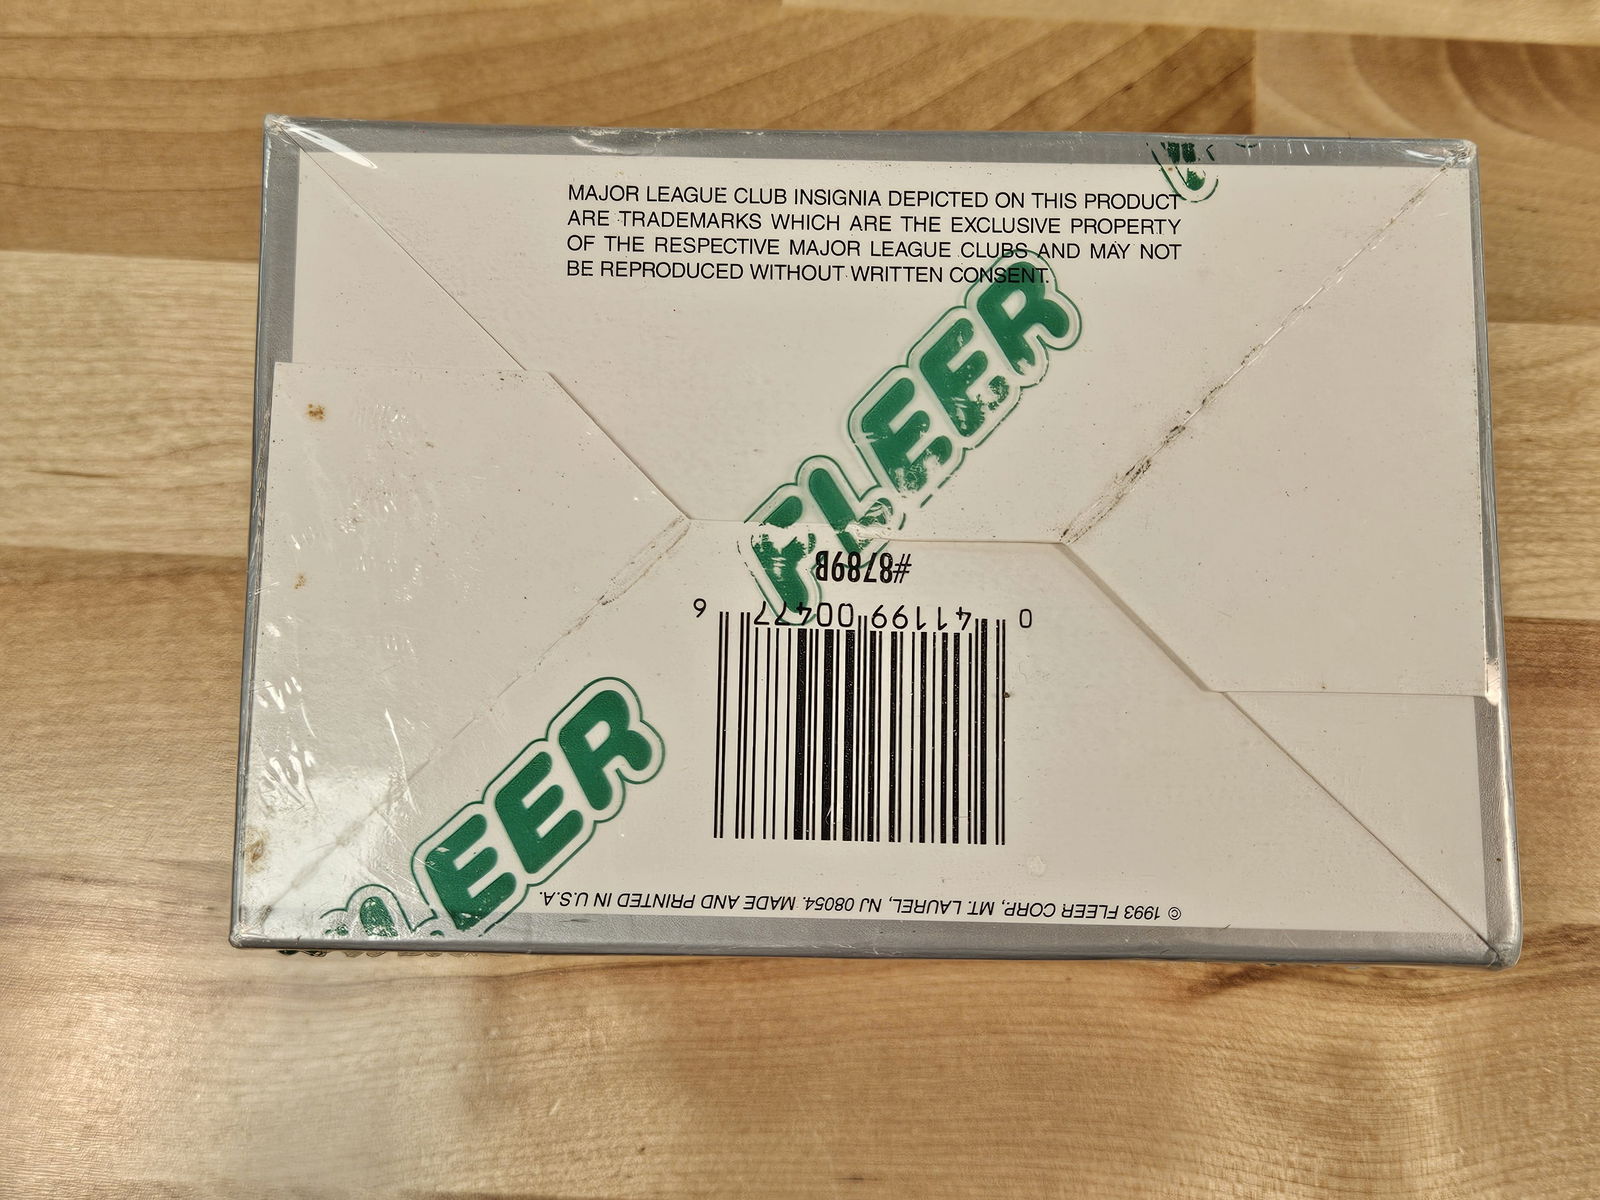 MAJOR LEAGUE CLUB INSIGNIA DEPICTED ON THIS PRODUCT
ARE TRADEMARKS WHICH ARE THE EXCLUSIVE PROPERTY
OF THE RESPECTIVE MAJOR LEAGUE CLUBS AND MAY NOT
BE REPRODUCED WITHOUT WRITTEN CONSENT.
FLEER
#8789B
0 41199 00477 6
FLEER
© 1993 FLEER CORP., MT. LAUREL, NJ 08054. MADE AND PRINTED IN U.S.A.